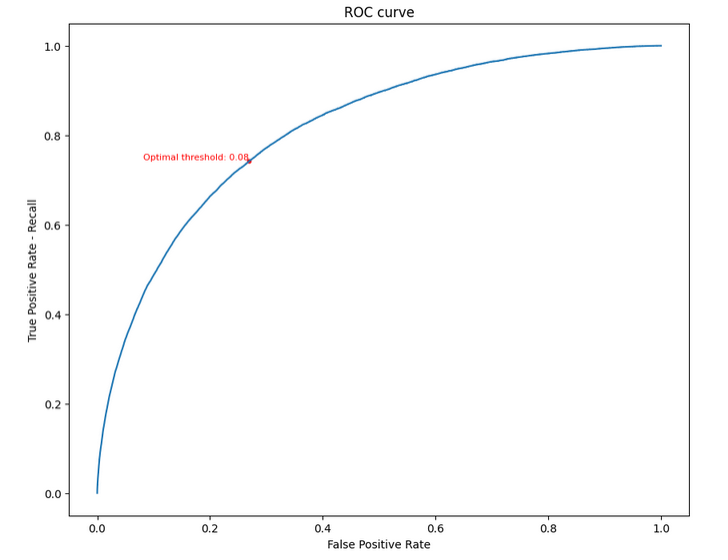 ROC curve
1.0
0.8
0.6
0.4
0.2
0.0
True Positive Rate - Recall
Optimal threshold: 0.08
0.0 0.2 0.4 0.6 0.8 1.0
False Positive Rate